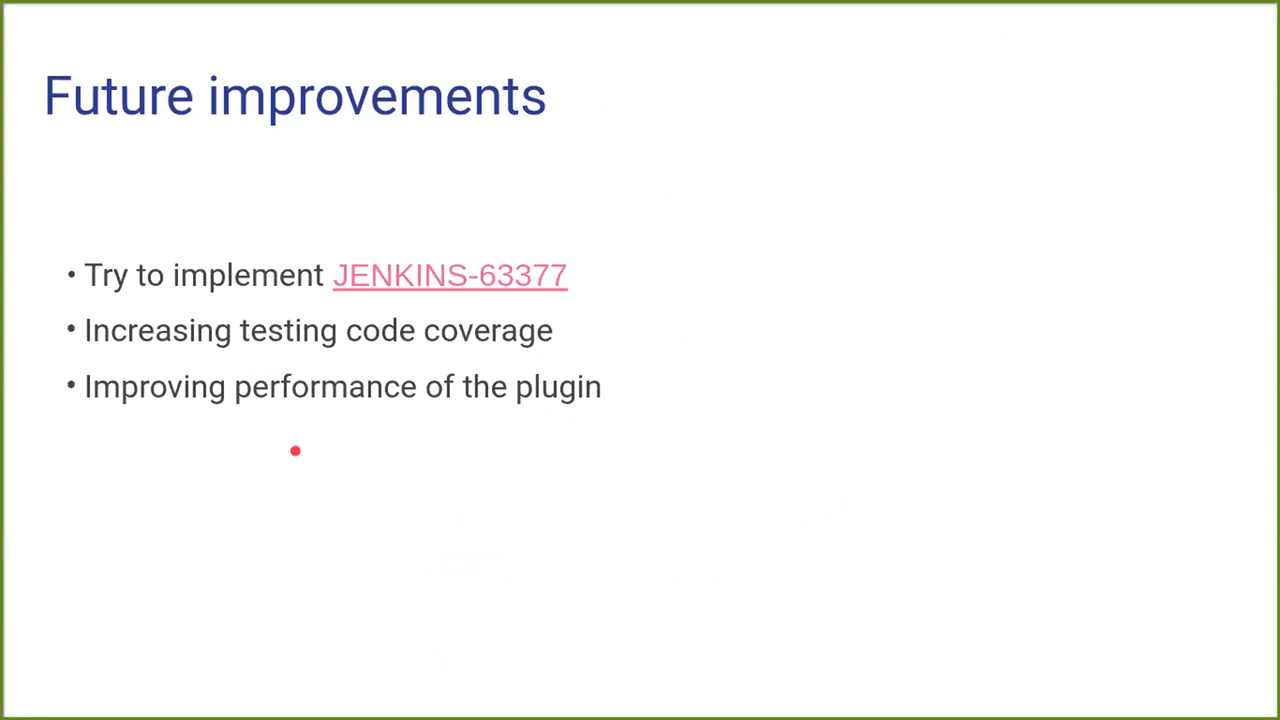 Future improvements
• Try to implement JENKINS-63377
• Increasing testing code coverage
• Improving performance of the plugin